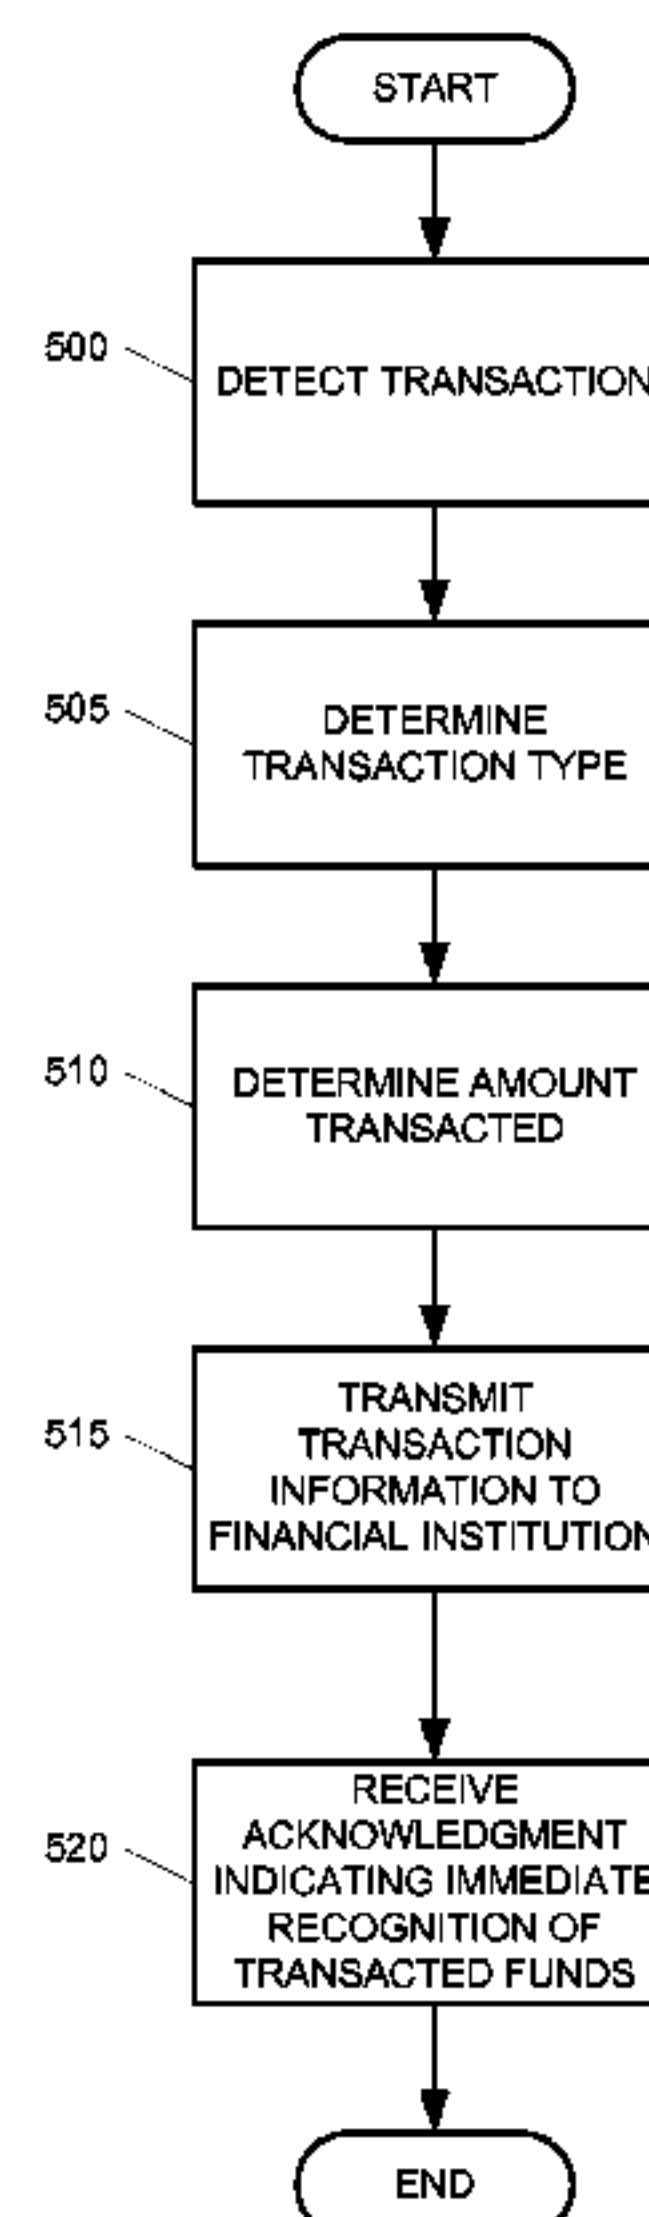 START
500
DETECT TRANSACTION
505
DETERMINE
TRANSACTION TYPE
510
DETERMINE AMOUNT
TRANSACTED
515
TRANSMIT
TRANSACTION
INFORMATION TO
FINANCIAL INSTITUTION
520
RECEIVE
ACKNOWLEDGMENT
INDICATING IMMEDIATE
RECOGNITION OF
TRANSACTED FUNDS
END